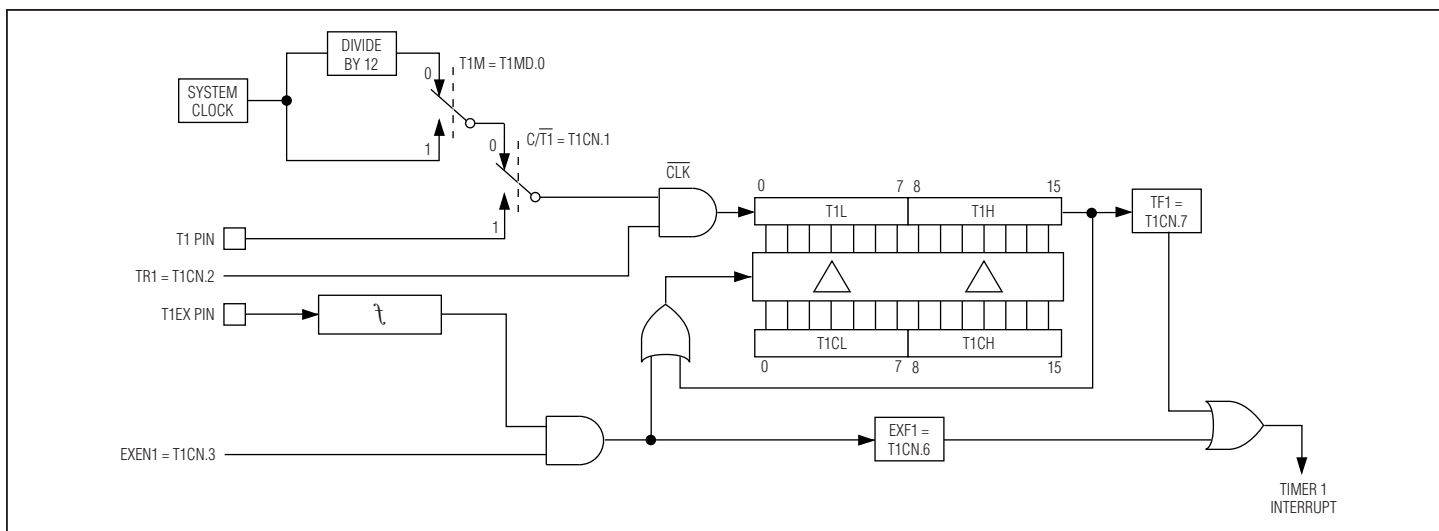 DIVIDE
BY 12
T1M = T1MD.0
0
SYSTEM
CLOCK
1
C/T̅1̅ = T1CN.1
0
C̅L̅K̅
0
7
8
15
T1L
T1H
TF1 =
T1CN.7
1
T1 PIN
TR1 = T1CN.2
T1EX PIN
T1CL
T1CH
0
7
8
15
EXF1 =
T1CN.6
EXEN1 = T1CN.3
TIMER 1
INTERRUPT